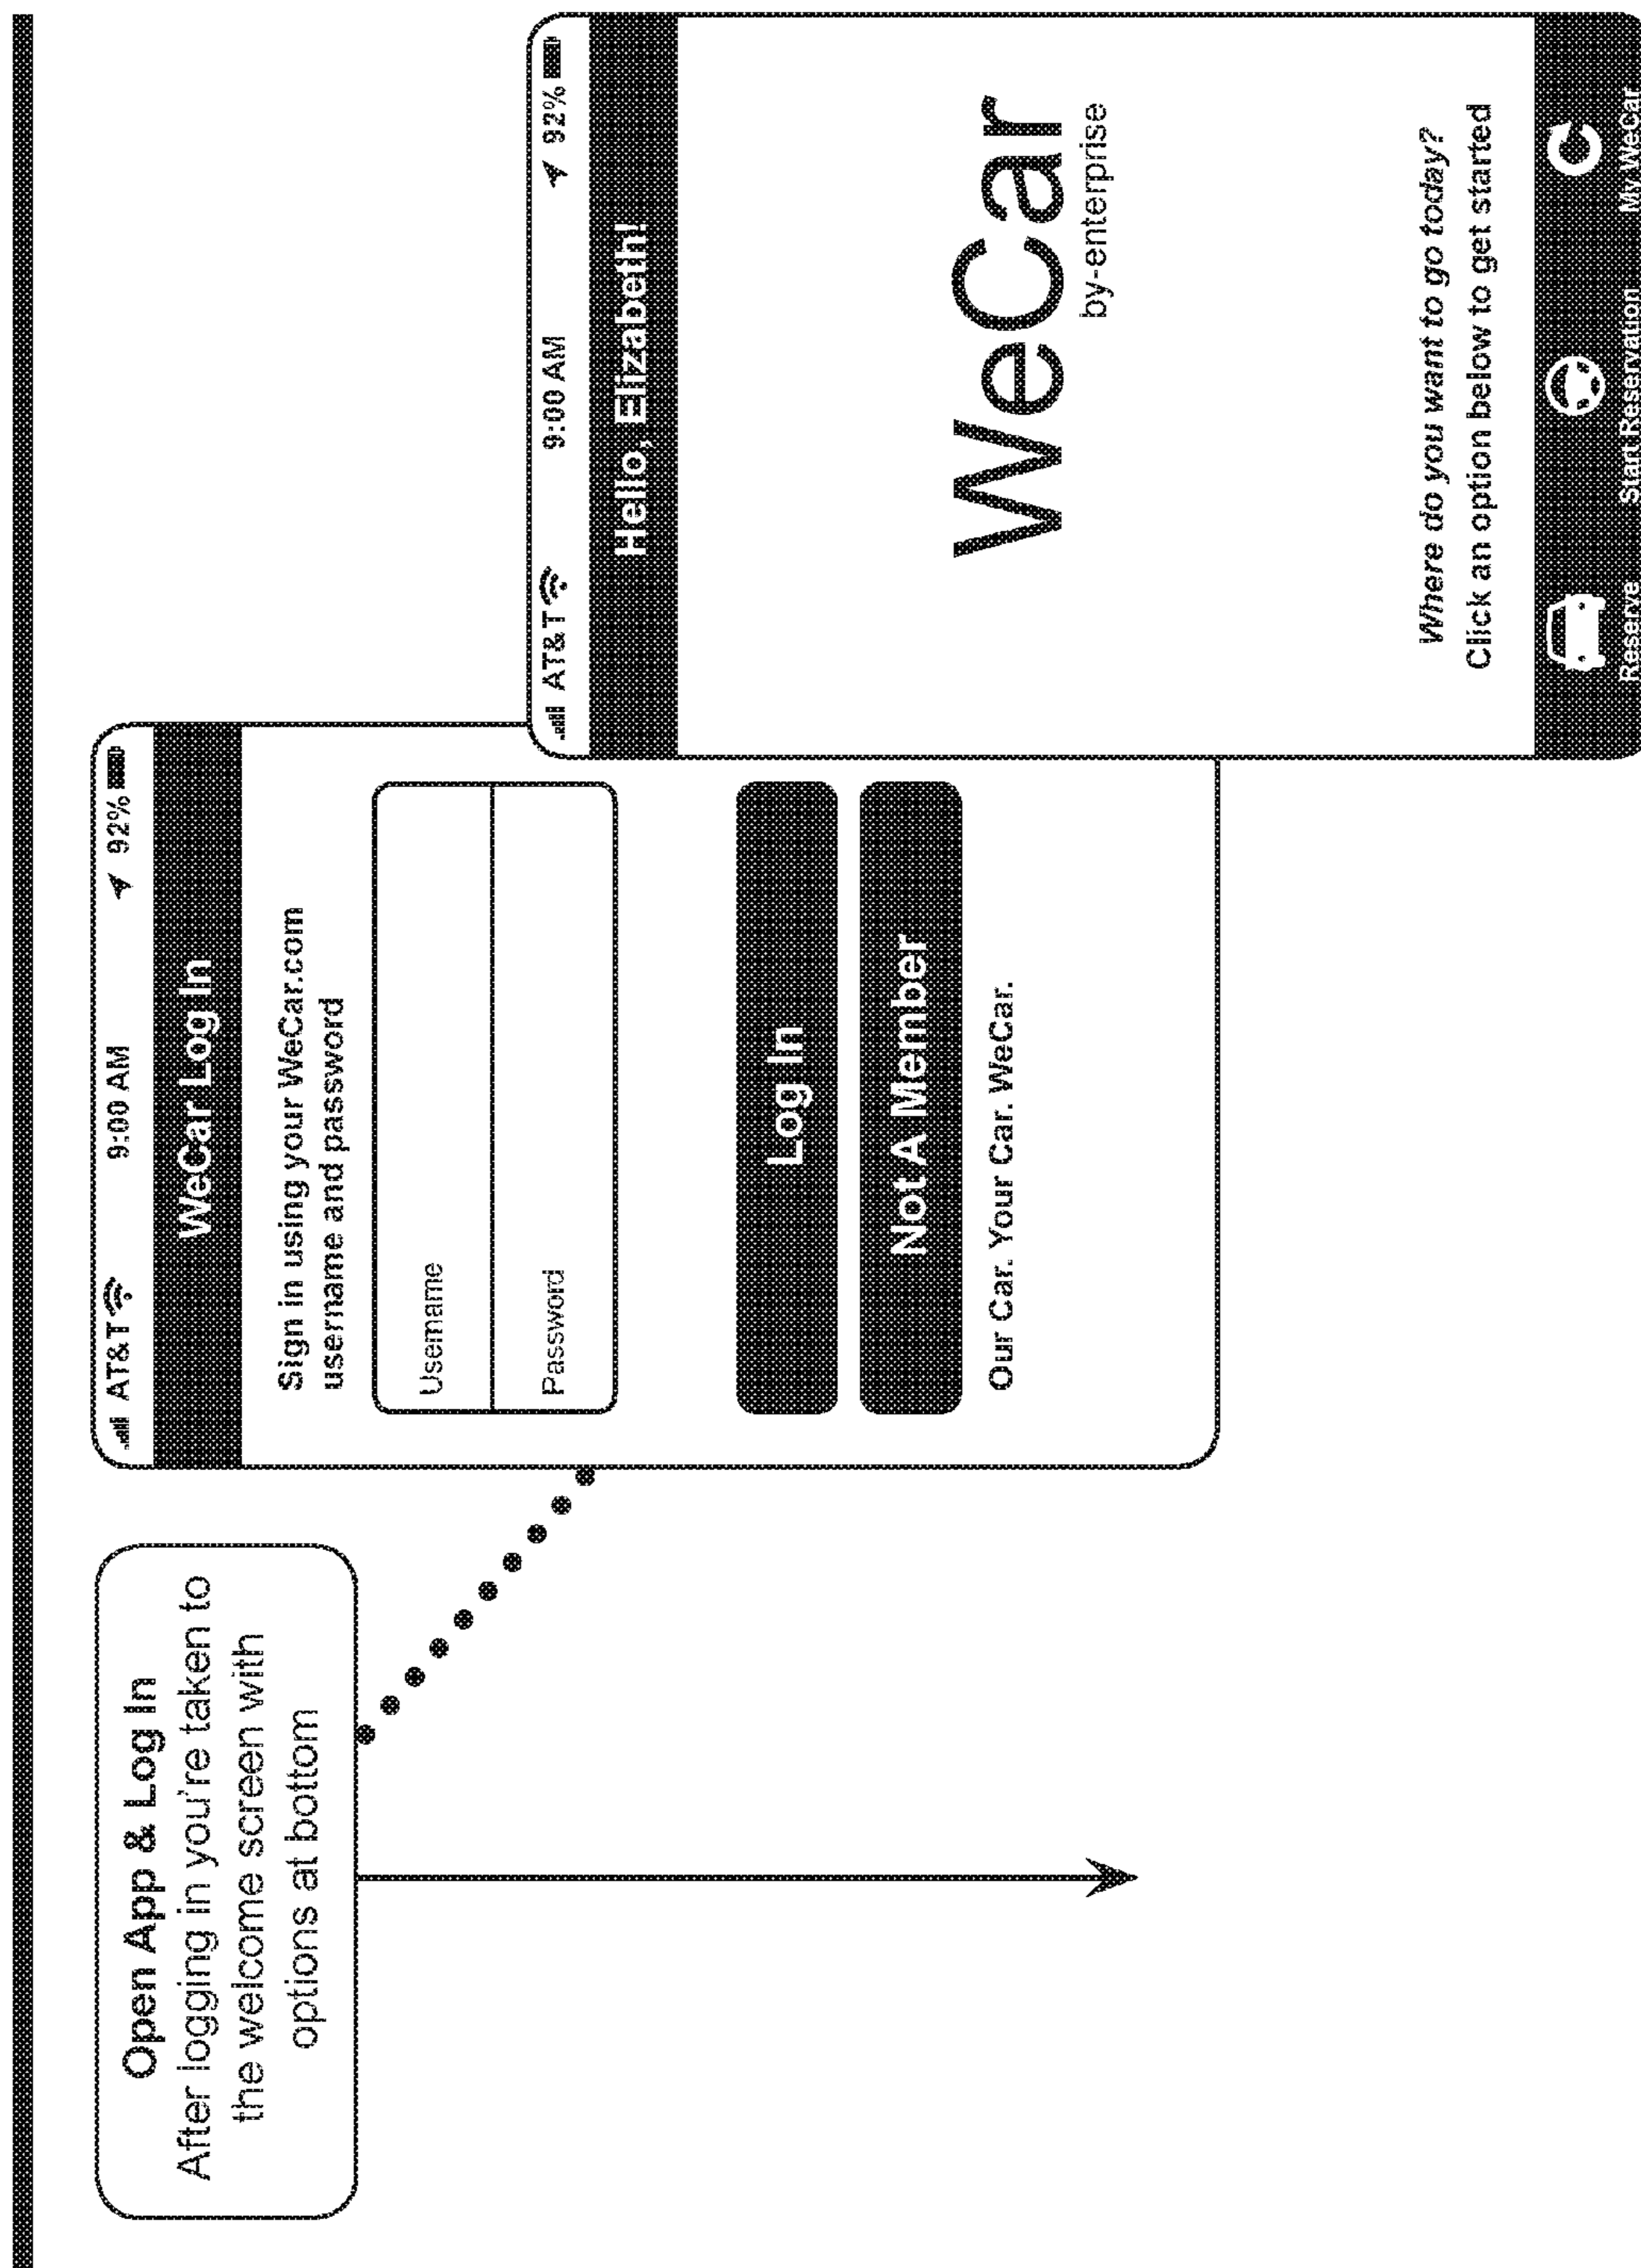 Open App & Log In
After logging in you're taken to
the welcome screen with
options at bottom
AT&T 9:00 AM 92%
WeCar Log In
Sign in using your WeCar.com
username and password
Username
Password
Log In
Not A Member
Our Car. Your Car. WeCar.
AT&T 9:00 AM 92%
Hello, Elizabeth!
WeCar
by-enterprise
Where do you want to go today?
Click an option below to get started
Reserve Start Reservation My WeCar